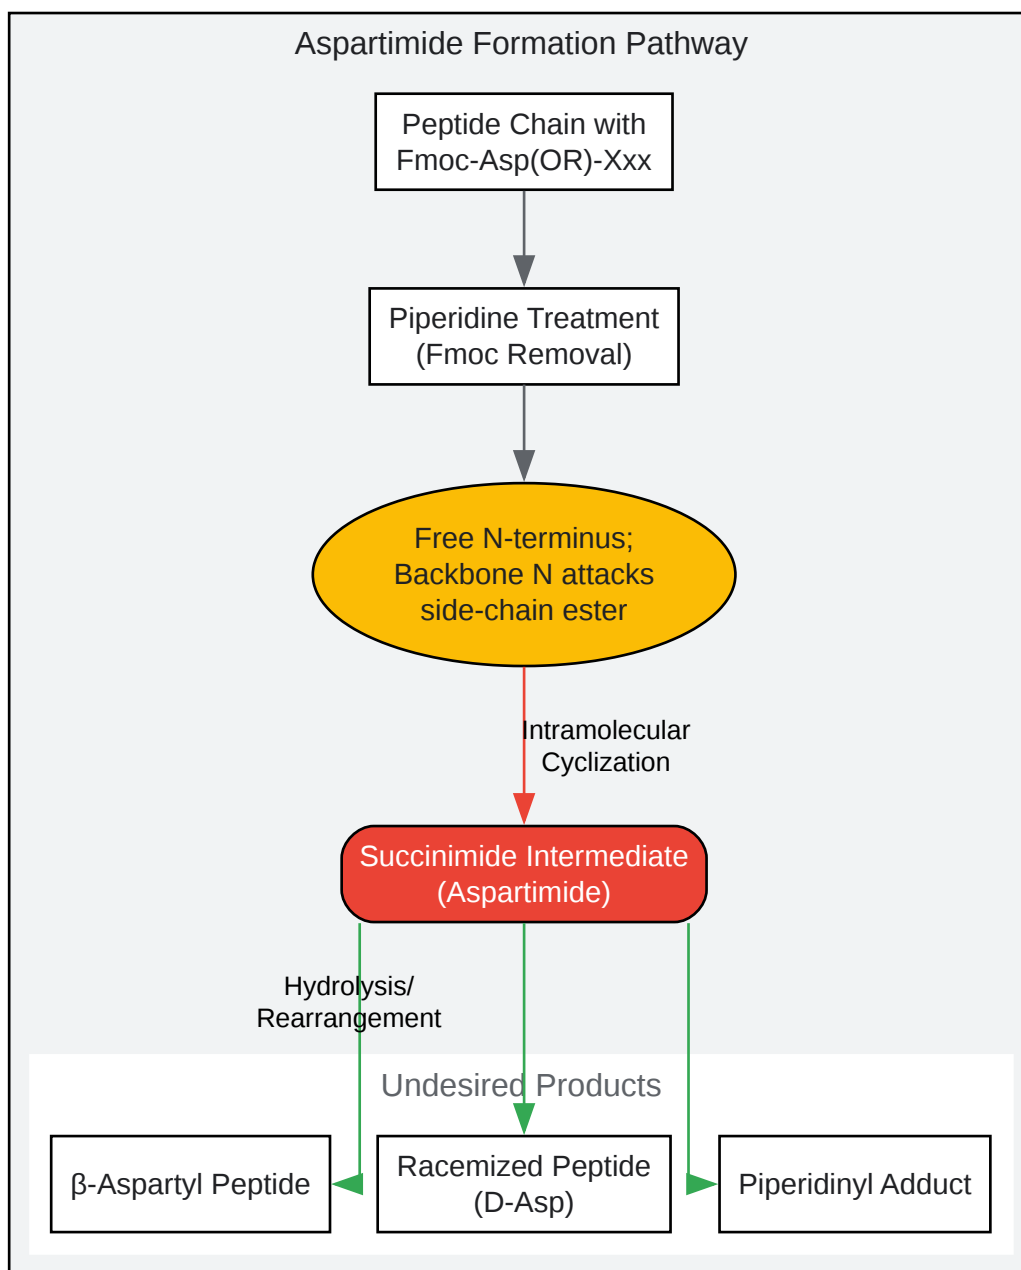 Aspartimide Formation Pathway
Peptide Chain with
Fmoc-Asp(OR)-Xxx
Piperidine Treatment
(Fmoc Removal)
Free N-terminus;
Backbone N attacks
side-chain ester
Intramolecular
Cyclization
Succinimide Intermediate
(Aspartimide)
Hydrolysis/
Rearrangement
Undesired Products
β-Aspartyl Peptide
Racemized Peptide
(D-Asp)
Piperidinyl Adduct